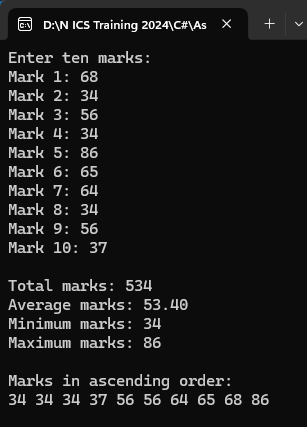 D:\N ICS Training 2024\C#\As
Enter ten marks:
Mark 1: 68
Mark 2: 34
Mark 3: 56
Mark 4: 34
Mark 5: 86
Mark 6: 65
Mark 7: 64
Mark 8: 34
Mark 9: 56
Mark 10: 37
Total marks: 534
Average marks: 53.40
Minimum marks: 34
Maximum marks: 86
Marks in ascending order:
34 34 34 37 56 56 64 65 68 86